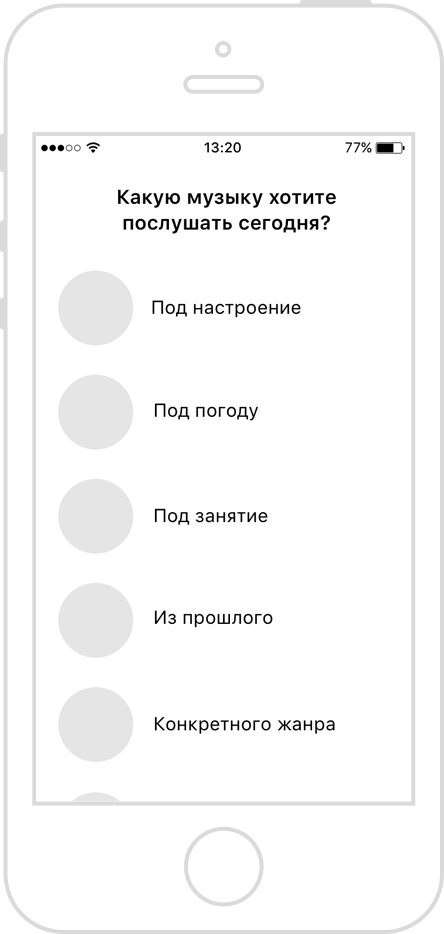 13:20
77%
Какую музыку хотите
послушать сегодня?
Под настроение
Под погоду
Под занятие
Из прошлого
Конкретного жанра